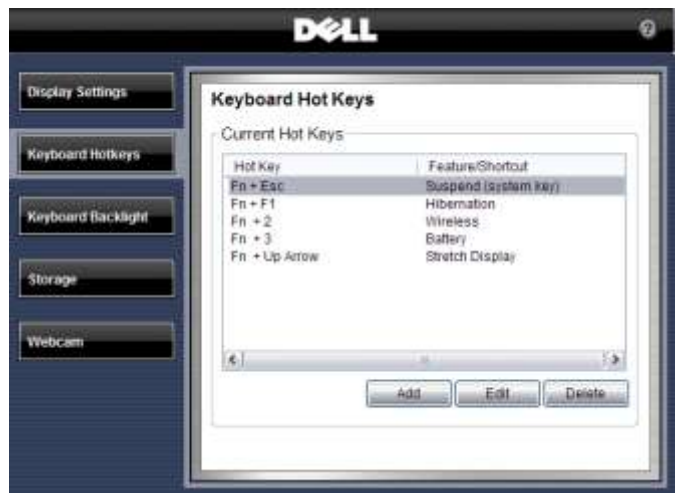 DELL
?
Display Settings
Keyboard Hotkeys
Keyboard Backlight
Storage
Webcam
Keyboard Hot Keys
Current Hot Keys
Hot Key Feature/Shortcut
Fn + Esc Suspend (system key)
Fn + F1 Hibernation
Fn + 2 Wireless
Fn + 3 Battery
Fn + Up Arrow Stretch Display
Add Edit Delete